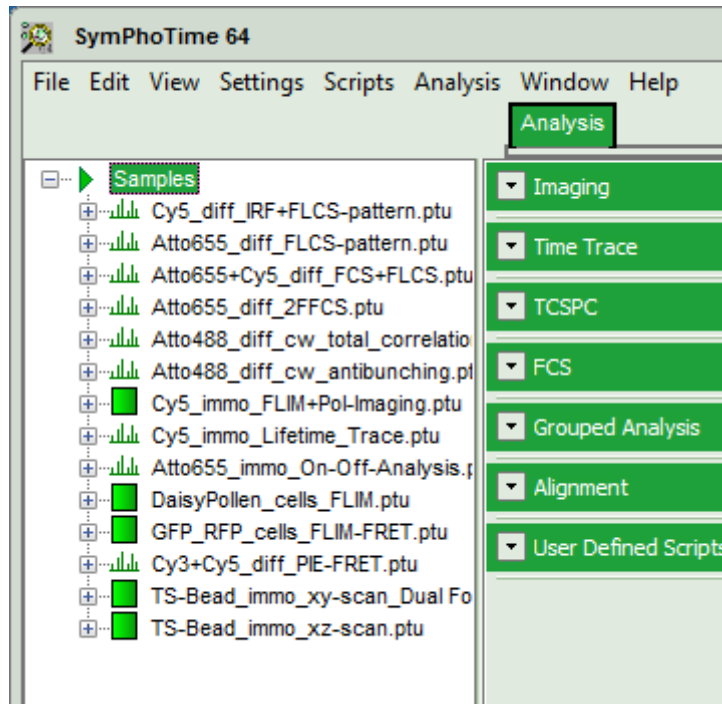 SymPhoTime 64
File Edit View Settings Scripts Analysis Window Help
Analysis
Samples
Cy5_diff_IRF+FLCS-pattern.ptu
Atto655_diff_FLCS-pattern.ptu
Atto655+Cy5_diff_FCS+FLCS.ptu
Atto655_diff_2FFCS.ptu
Atto488_diff_cw_total_correlatio
Atto488_diff_cw_antibunching.pt
Cy5_immo_FLIM+Pol-Imaging.ptu
Cy5_immo_Lifetime_Trace.ptu
Atto655_immo_On-Off-Analysis.p
DaisyPollen_cells_FLIM.ptu
GFP_RFP_cells_FLIM-FRET.ptu
Cy3+Cy5_diff_PIE-FRET.ptu
TS-Bead_immo_xy-scan_Dual Fo
TS-Bead_immo_xz-scan.ptu
Imaging
Time Trace
TCSPC
FCS
Grouped Analysis
Alignment
User Defined Scripts